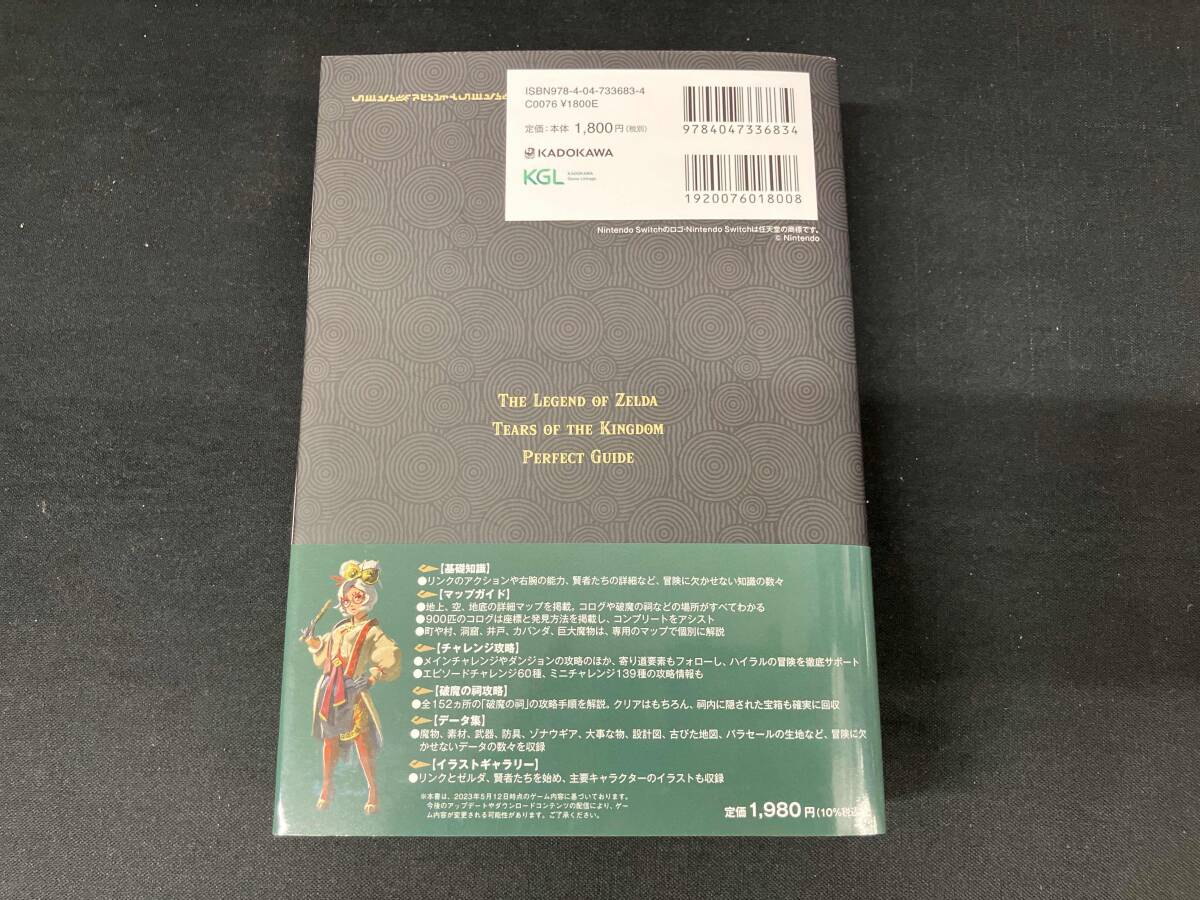 ISBN978-4-04-733683-4
C0076 ¥1800E
定価：本体 1,800円（税別）
KADOKAWA
KGL KADOKAWA
Game Linkage
9784047336834
1920076018008
Nintendo Switchのロゴ・Nintendo Switchは任天堂の商標です。
© Nintendo
THE LEGEND OF ZELDA
TEARS OF THE KINGDOM
PERFECT GUIDE
【基礎知識】
●リンクのアクションや右腕の能力、賢者たちの詳細など、冒険に欠かせない知識の数々
【マップガイド】
●地上、空、地底の詳細マップを掲載。コログや破魔の祠などの場所がすべてわかる
●900匹のコログは座標と発見方法を掲載し、コンプリートをアシスト
●町や村、洞窟、井戸、カバンダ、巨大魔物は、専用のマップで個別に解説
【チャレンジ攻略】
●メインチャレンジやダンジョンの攻略のほか、寄り道要素もフォローし、ハイラルの冒険を徹底サポート
●エピソードチャレンジ60種、ミニチャレンジ139種の攻略情報も
【破魔の祠攻略】
●全152ヵ所の「破魔の祠」の攻略手順を解説。クリアはもちろん、祠内に隠された宝箱も確実に回収
【データ集】
●魔物、素材、武器、防具、ゾナウギア、大事な物、設計図、古びた地図、パラセールの生地など、冒険に欠
かせないデータの数々を収録
【イラストギャラリー】
●リンクとゼルダ、賢者たちを始め、主要キャラクターのイラストも収録
※本書は、2023年5月12日時点のゲーム内容に基づいております。
今後のアップデートやダウンロードコンテンツの配信により、ゲー
ム内容が変更される可能性があります。ご了承ください。
定価 1,980円（10%税込）